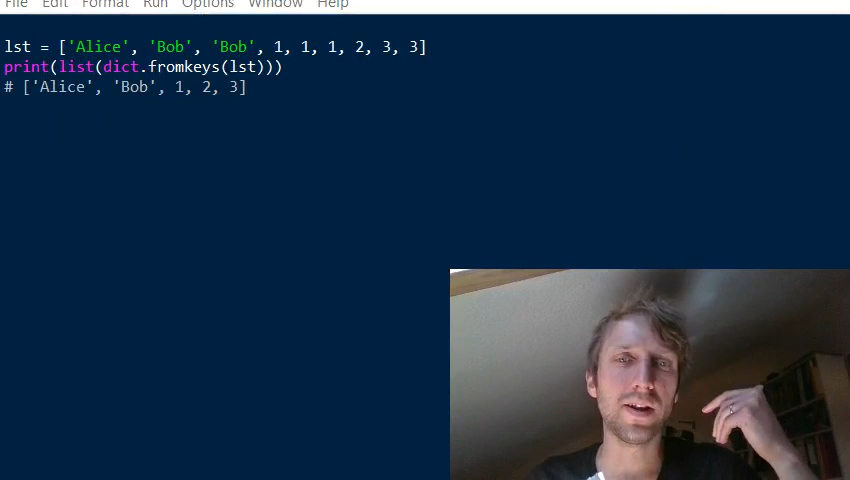 File Edit Format Run Options Window Help
lst = ['Alice', 'Bob', 'Bob', 1, 1, 1, 2, 3, 3]
print(list(dict.fromkeys(lst)))
# ['Alice', 'Bob', 1, 2, 3]